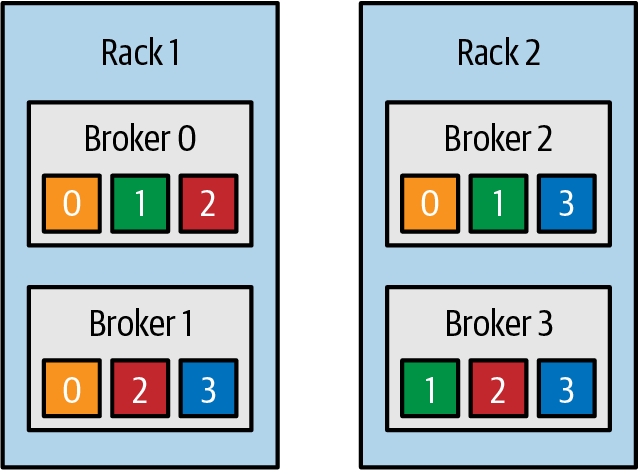 Rack 1
Broker 0
0 1 2
Broker 1
0 2 3
Rack 2
Broker 2
0 1 3
Broker 3
1 2 3